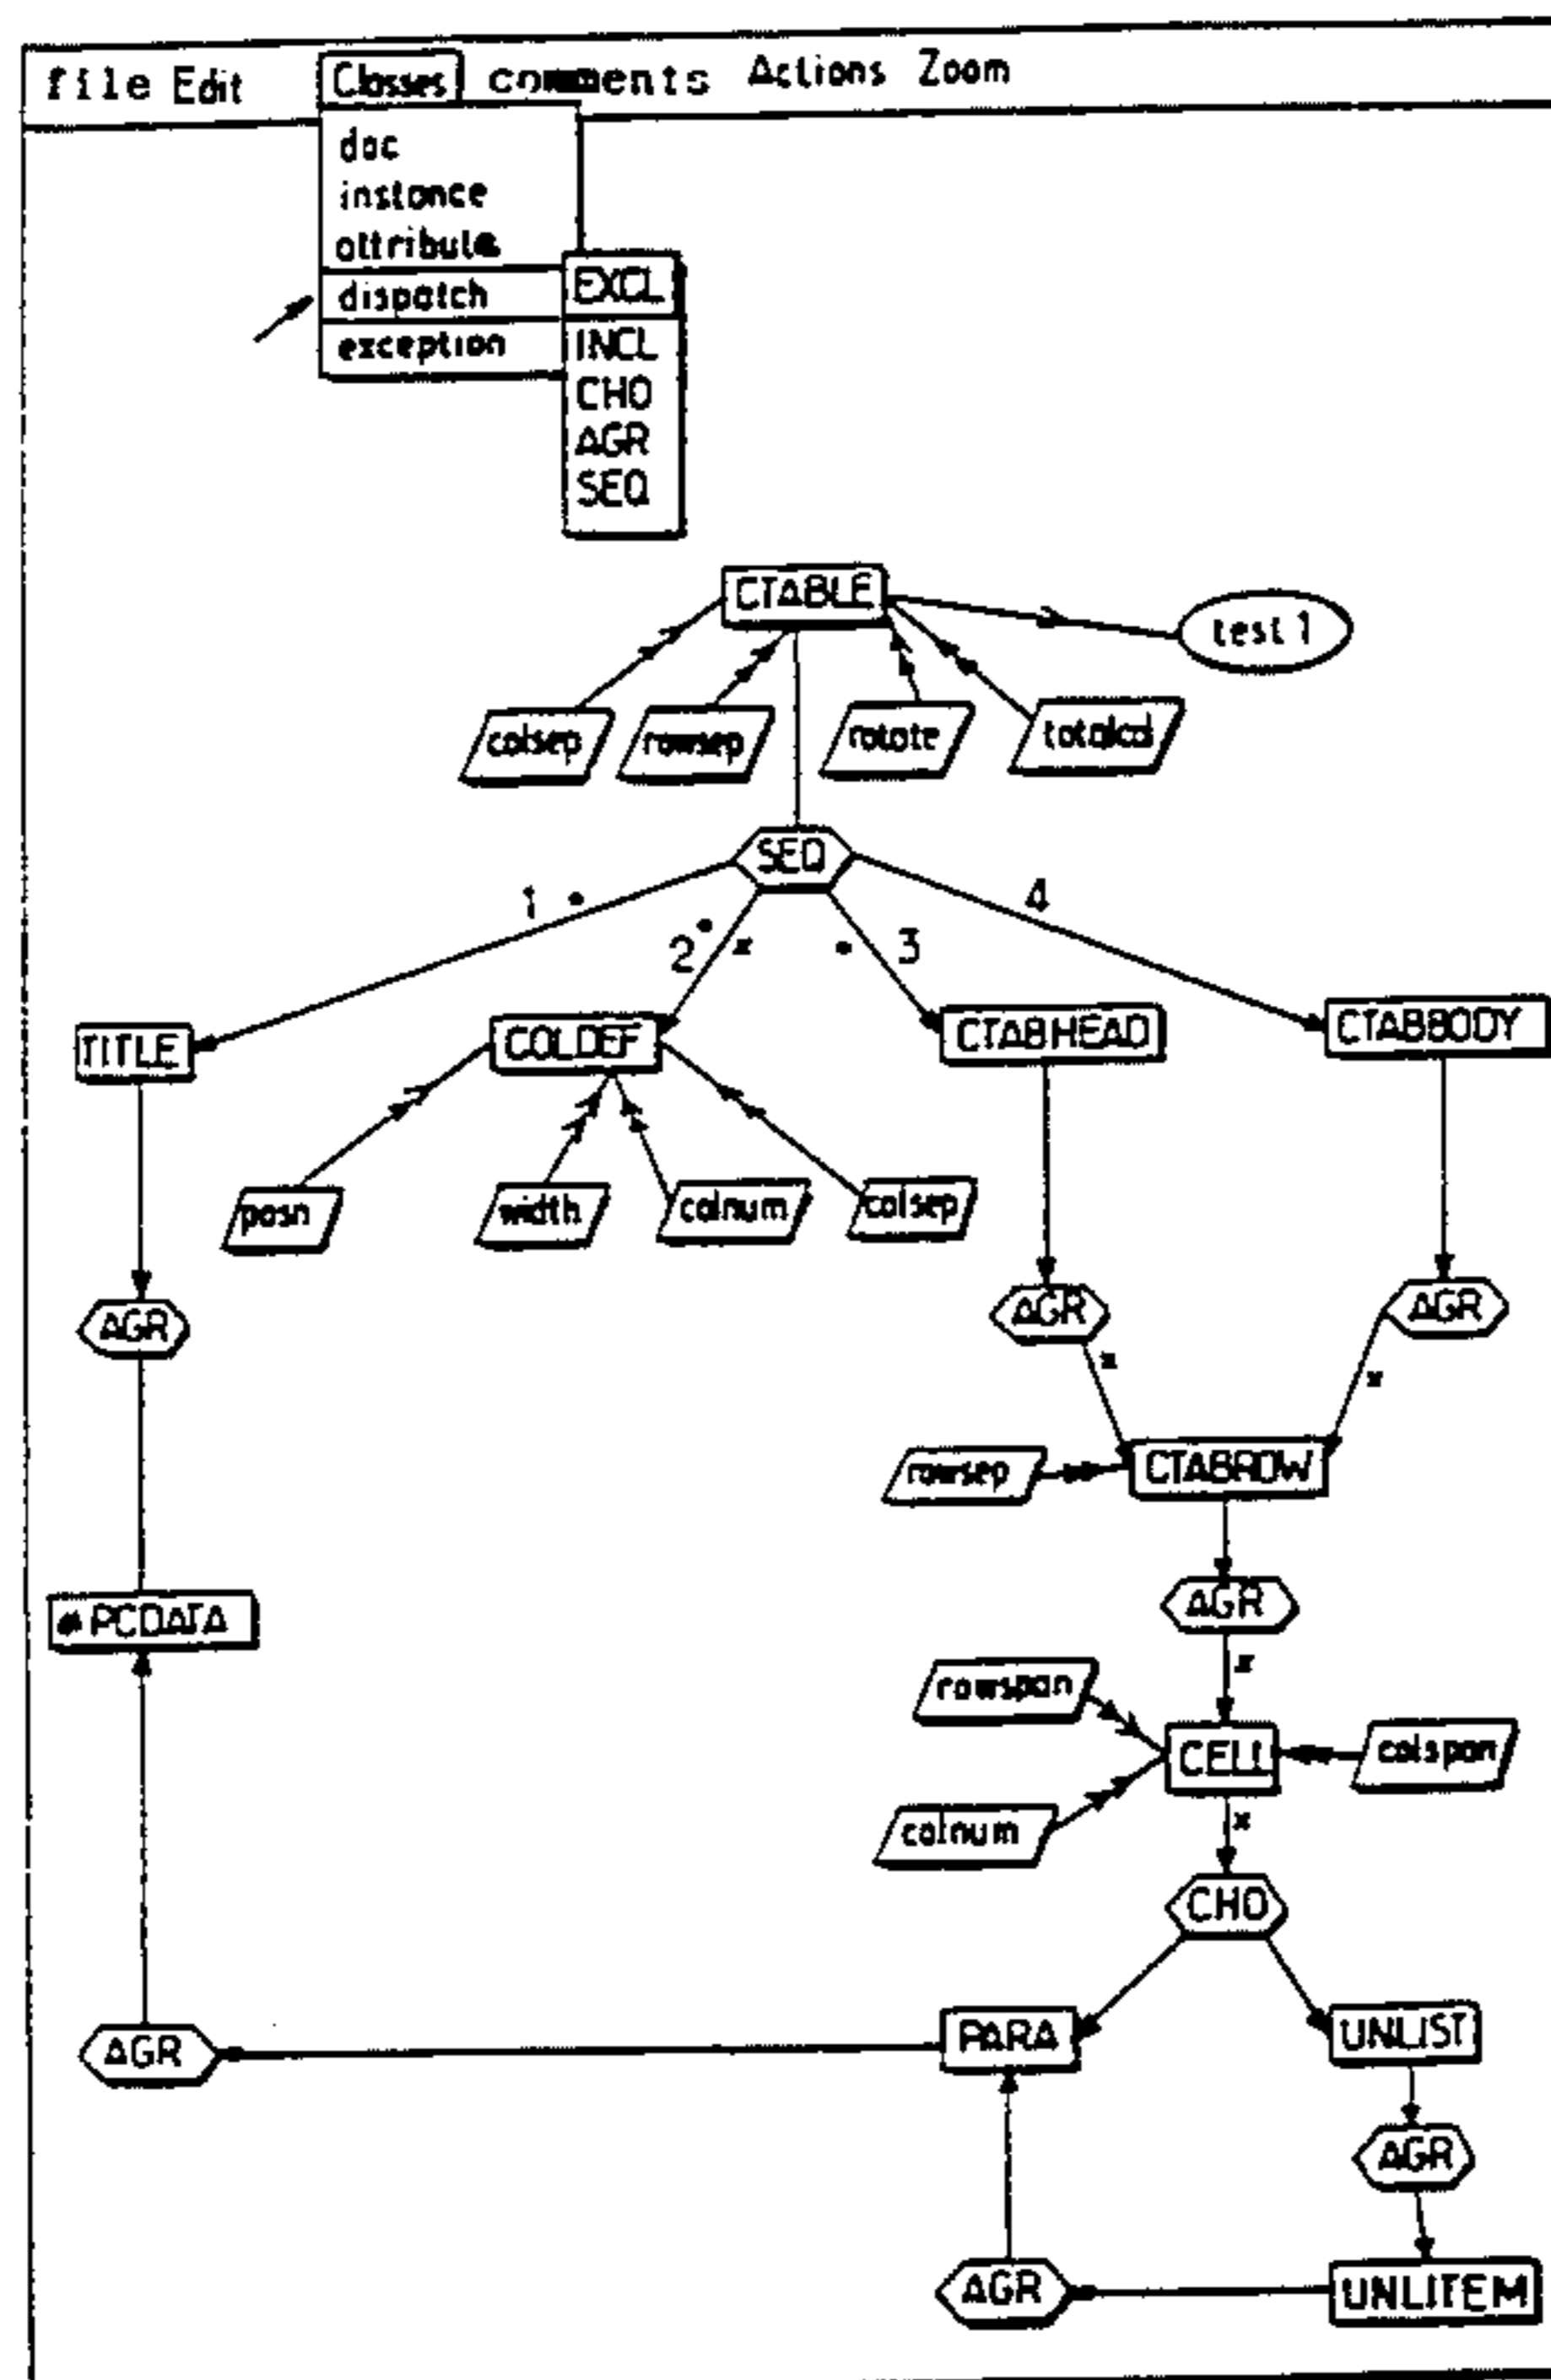 file Edit Classes comments Actions Zoom
doc
instance
attribute
dispatch
exception
EXCL
INCL
CHO
AGR
SEQ
CTABLE
test 1
colsep rowsep rotate
SEQ
1 • 2 • x • 3 4
TITLE COLDEF CTABHEAD CTABBODY
posn width colnum colsep
AGR AGR AGR
x x
rowsep CTABROW
AGR
#PCDATA
x
rowspan
CELL colspan
colnum
x
CHO
PARA UNLIST
AGR
AGR
AGR UNLITEM